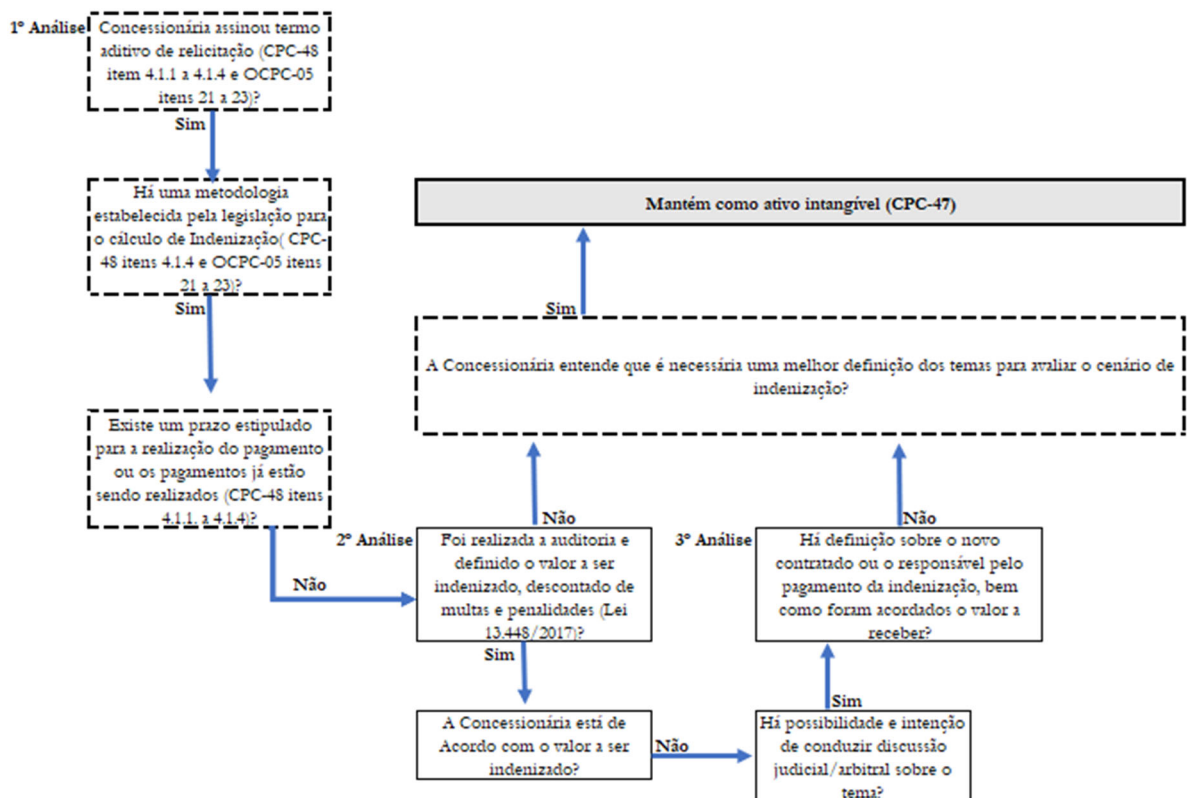 1º Análise
Concessionária assinou termo
aditivo de relicitação (CPC-48
item 4.1.1 a 4.1.4 e OCPC-05
itens 21 a 23)?
Sim
Há uma metodologia
estabelecida pela legislação para
o cálculo de Indenização( CPC-
48 itens 4.1.4 e OCPC-05 itens
21 a 23)?
Sim
Existe um prazo estipulado
para a realização do pagamento
ou os pagamentos já estão
sendo realizados (CPC-48 itens
4.1.1. a 4.1.4)?
Não
Mantém como ativo intangível (CPC-47)
Sim
A Concessionária entende que é necessária uma melhor definição dos temas para avaliar o cenário de
indenização?
Não
Não
2º Análise
Foi realizada a auditoria e
definido o valor a ser
indenizado, descontado de
multas e penalidades (Lei
13.448/2017)?
Sim
3º Análise
Há definição sobre o novo
contratado ou o responsável pelo
pagamento da indenização, bem
como foram acordados o valor a
receber?
Sim
A Concessionária está de
Acordo com o valor a ser
indenizado?
Não
Há possibilidade e intenção
de conduzir discussão
judicial/arbitral sobre o
tema?